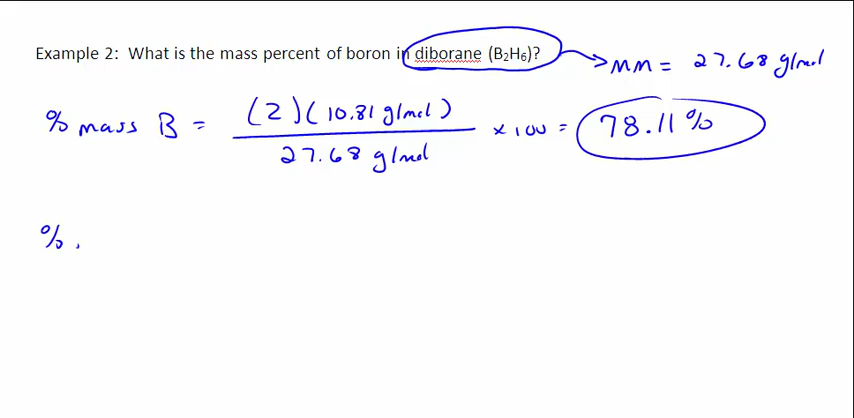 Example 2: What is the mass percent of boron in diborane (B₂H₆)?
MM = 27.68 g/mol
% mass B = (2)(10.81 g/mol)
27.68 g/mol
× 100 = 78.11%
% .